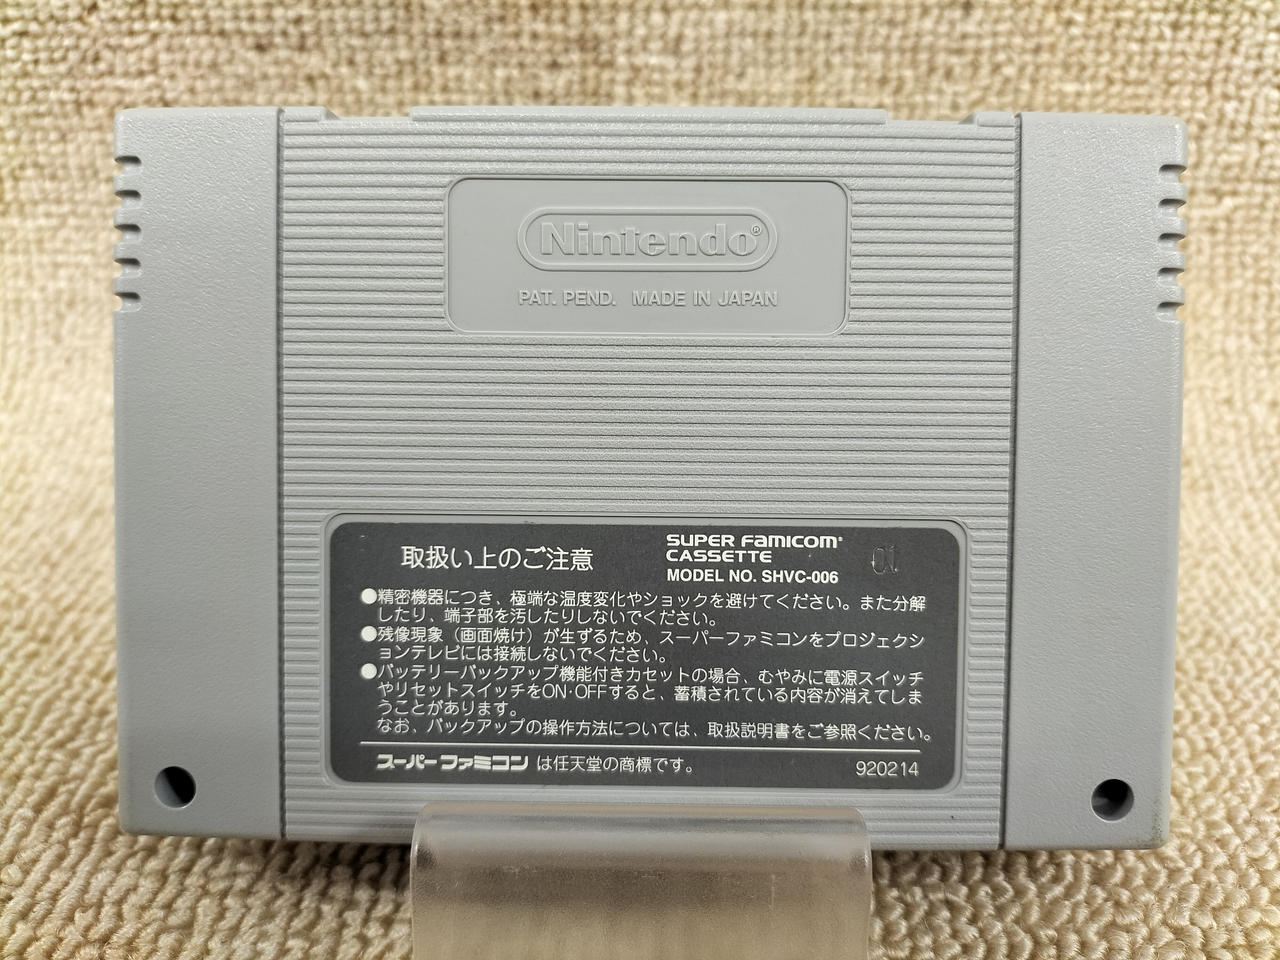 Nintendo®
PAT. PEND. MADE IN JAPAN
取扱い上のご注意
SUPER FAMICOM®
CASSETTE
MODEL NO. SHVC-006
01
●精密機器につき、極端な温度変化やショックを避けてください。また分解
したり、端子部を汚したりしないでください。
●残像現象（画面焼け）が生ずるため、スーパーファミコンをプロジェクシ
ョンテレビには接続しないでください。
●バッテリーバックアップ機能付きカセットの場合、むやみに電源スイッチ
やリセットスイッチをON·OFFすると、蓄積されている内容が消えてしま
うことがあります。
なお、バックアップの操作方法については、取扱説明書をご参照ください。
スーパーファミコン は任天堂の商標です。
920214